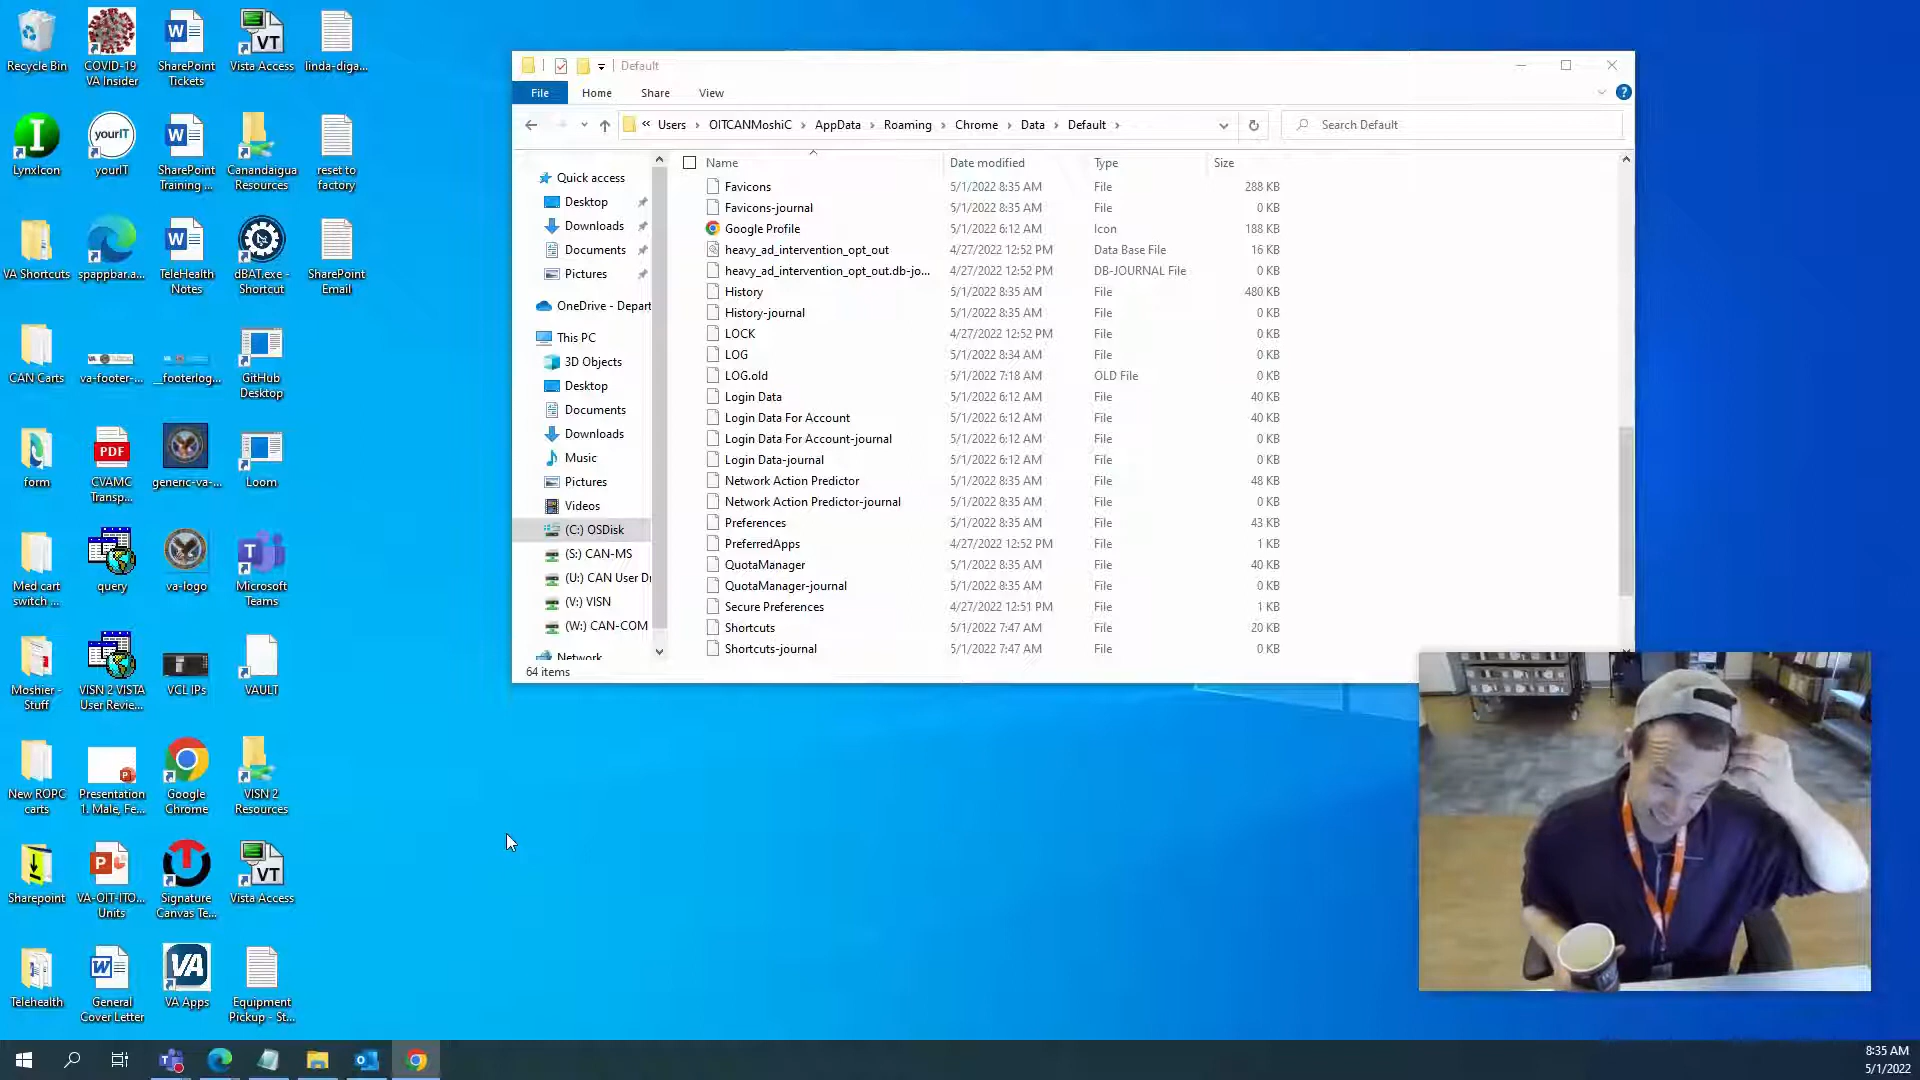 Recycle Bin
COVID-19
VA Insider
SharePoint
Tickets
VT
Vista Access
linda-diga...
LynxIcon
yourIT
yourIT
SharePoint
Training ...
Canandaigua
Resources
reset to
factory
VA Shortcuts
spappbar.a...
TeleHealth
Notes
dBAT.exe -
Shortcut
SharePoint
Email
CAN Carts
va-footer-...
__footerlog...
GitHub
Desktop
form
PDF
CVAMC
Transp...
generic-va-...
Loom
Med cart
switch ...
query
va-logo
Microsoft
Teams
Moshier -
Stuff
VISN 2 VISTA
User Revie...
VCL IPs
VAULT
New ROPC
carts
Presentation
1. Male, Fe...
Google
Chrome
VISN 2
Resources
Sharepoint
VA-OIT-ITO...
Units
Signature
Canvas Te...
VT
Vista Access
Telehealth
General
Cover Letter
VA
VA Apps
Equipment
Pickup - St...
Default
File Home Share View
« Users › OITCANMoshiC › AppData › Roaming › Chrome › Data › Default ›
Search Default
Quick access
Desktop
Downloads
Documents
Pictures
OneDrive - Depart
This PC
3D Objects
Desktop
Documents
Downloads
Music
Pictures
Videos
(C:) OSDisk
(S:) CAN-MS
(U:) CAN User Dr
(V:) VISN
(W:) CAN-COM
Network
Name Date modified Type Size
Favicons 5/1/2022 8:35 AM File 288 KB
Favicons-journal 5/1/2022 8:35 AM File 0 KB
Google Profile 5/1/2022 6:12 AM Icon 188 KB
heavy_ad_intervention_opt_out 4/27/2022 12:52 PM Data Base File 16 KB
heavy_ad_intervention_opt_out.db-jo... 4/27/2022 12:52 PM DB-JOURNAL File 0 KB
History 5/1/2022 8:35 AM File 480 KB
History-journal 5/1/2022 8:35 AM File 0 KB
LOCK 4/27/2022 12:52 PM File 0 KB
LOG 5/1/2022 8:34 AM File 0 KB
LOG.old 5/1/2022 7:18 AM OLD File 0 KB
Login Data 5/1/2022 6:12 AM File 40 KB
Login Data For Account 5/1/2022 6:12 AM File 40 KB
Login Data For Account-journal 5/1/2022 6:12 AM File 0 KB
Login Data-journal 5/1/2022 6:12 AM File 0 KB
Network Action Predictor 5/1/2022 8:35 AM File 48 KB
Network Action Predictor-journal 5/1/2022 8:35 AM File 0 KB
Preferences 5/1/2022 8:35 AM File 43 KB
PreferredApps 4/27/2022 12:52 PM File 1 KB
QuotaManager 5/1/2022 8:35 AM File 40 KB
QuotaManager-journal 5/1/2022 8:35 AM File 0 KB
Secure Preferences 4/27/2022 12:51 PM File 1 KB
Shortcuts 5/1/2022 7:47 AM File 20 KB
Shortcuts-journal 5/1/2022 7:47 AM File 0 KB
64 items
8:35 AM
5/1/2022